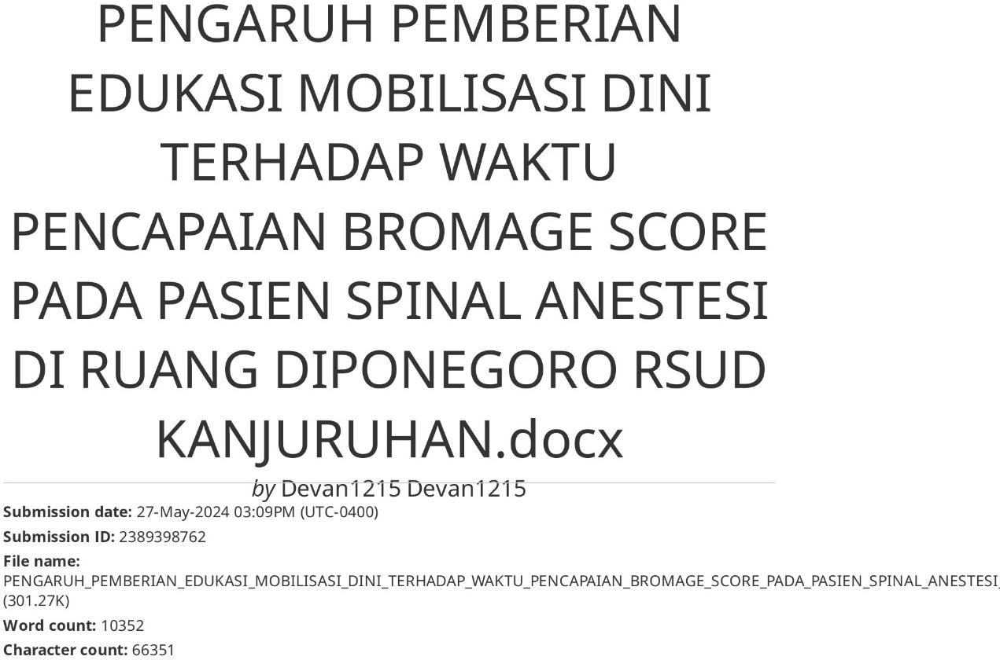 PENGARUH PEMBERIAN
EDUKASI MOBILISASI DINI
TERHADAP WAKTU
PENCAPAIAN BROMAGE SCORE
PADA PASIEN SPINAL ANESTESI
DI RUANG DIPONEGORO RSUD
KANJURUHAN.docx
by Devan1215 Devan1215
Submission date: 27-May-2024 03:09PM (UTC-0400)
Submission ID: 2389398762
File name:
PENGARUH_PEMBERIAN_EDUKASI_MOBILISASI_DINI_TERHADAP_WAKTU_PENCAPAIAN_BROMAGE_SCORE_PADA_PASIEN_SPINAL_ANESTESI_
(301.27K)
Word count: 10352
Character count: 66351